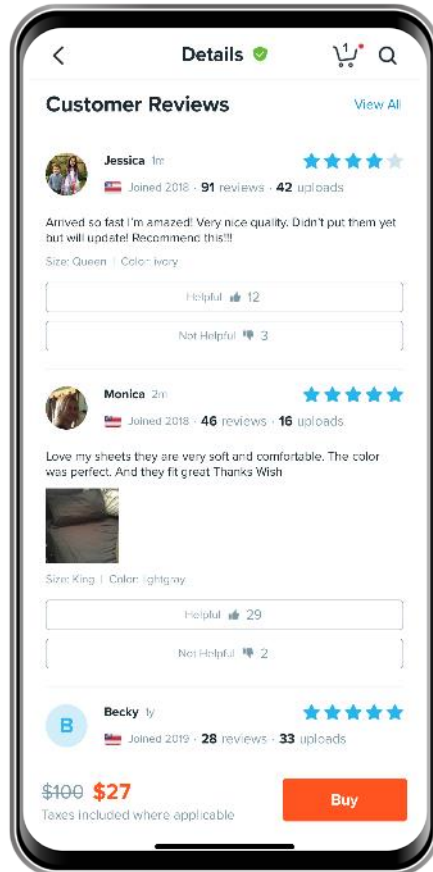 Details
1
Customer Reviews
View All
Jessica 1m
Joined 2018 · 91 reviews · 42 uploads
Arrived so fast I'm amazed! Very nice quality. Didn't put them yet
but will update! Recommend this!!!
Size: Queen | Color: ivory
Helpful 12
Not Helpful 3
Monica 2m
Joined 2018 · 46 reviews · 16 uploads
Love my sheets they are very soft and comfortable. The color
was perfect. And they fit great Thanks Wish
Size: King | Color: lightgray
Helpful 29
Not Helpful 2
B
Becky 1y
Joined 2019 · 28 reviews · 33 uploads
$100 $27
Taxes included where applicable
Buy